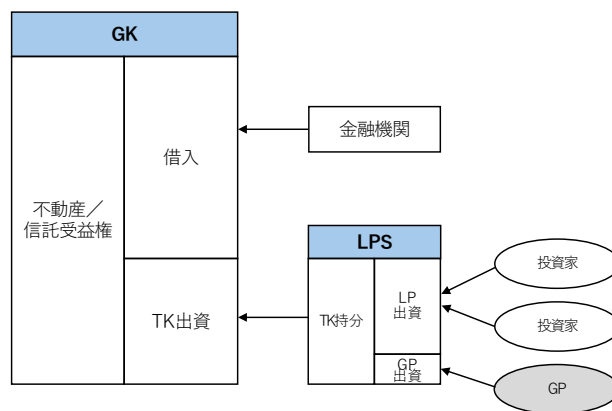 GK
不動産／
信託受益権
借入
TK出資
金融機関
LPS
TK持分
LP
出資
GP
出資
投資家
投資家
GP